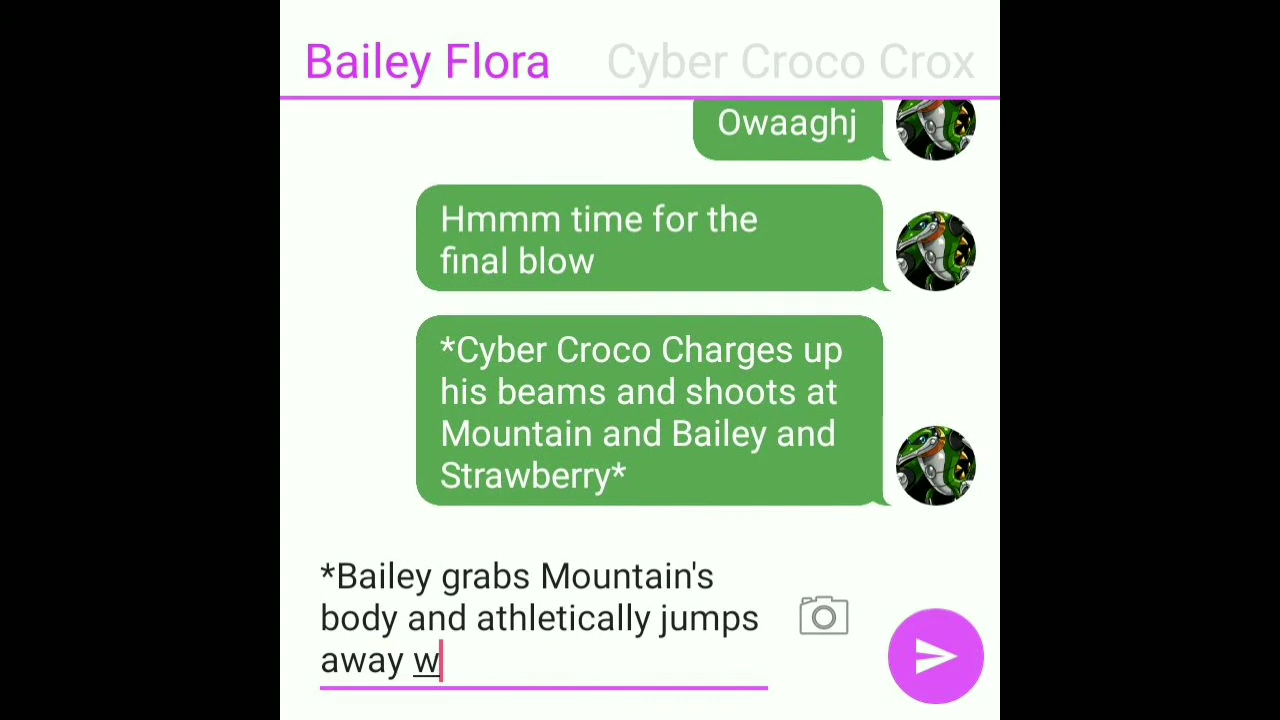 Bailey Flora Cyber Croco Crox
Owaaghj
Hmmm time for the
final blow
*Cyber Croco Charges up
his beams and shoots at
Mountain and Bailey and
Strawberry*
*Bailey grabs Mountain's
body and athletically jumps
away w